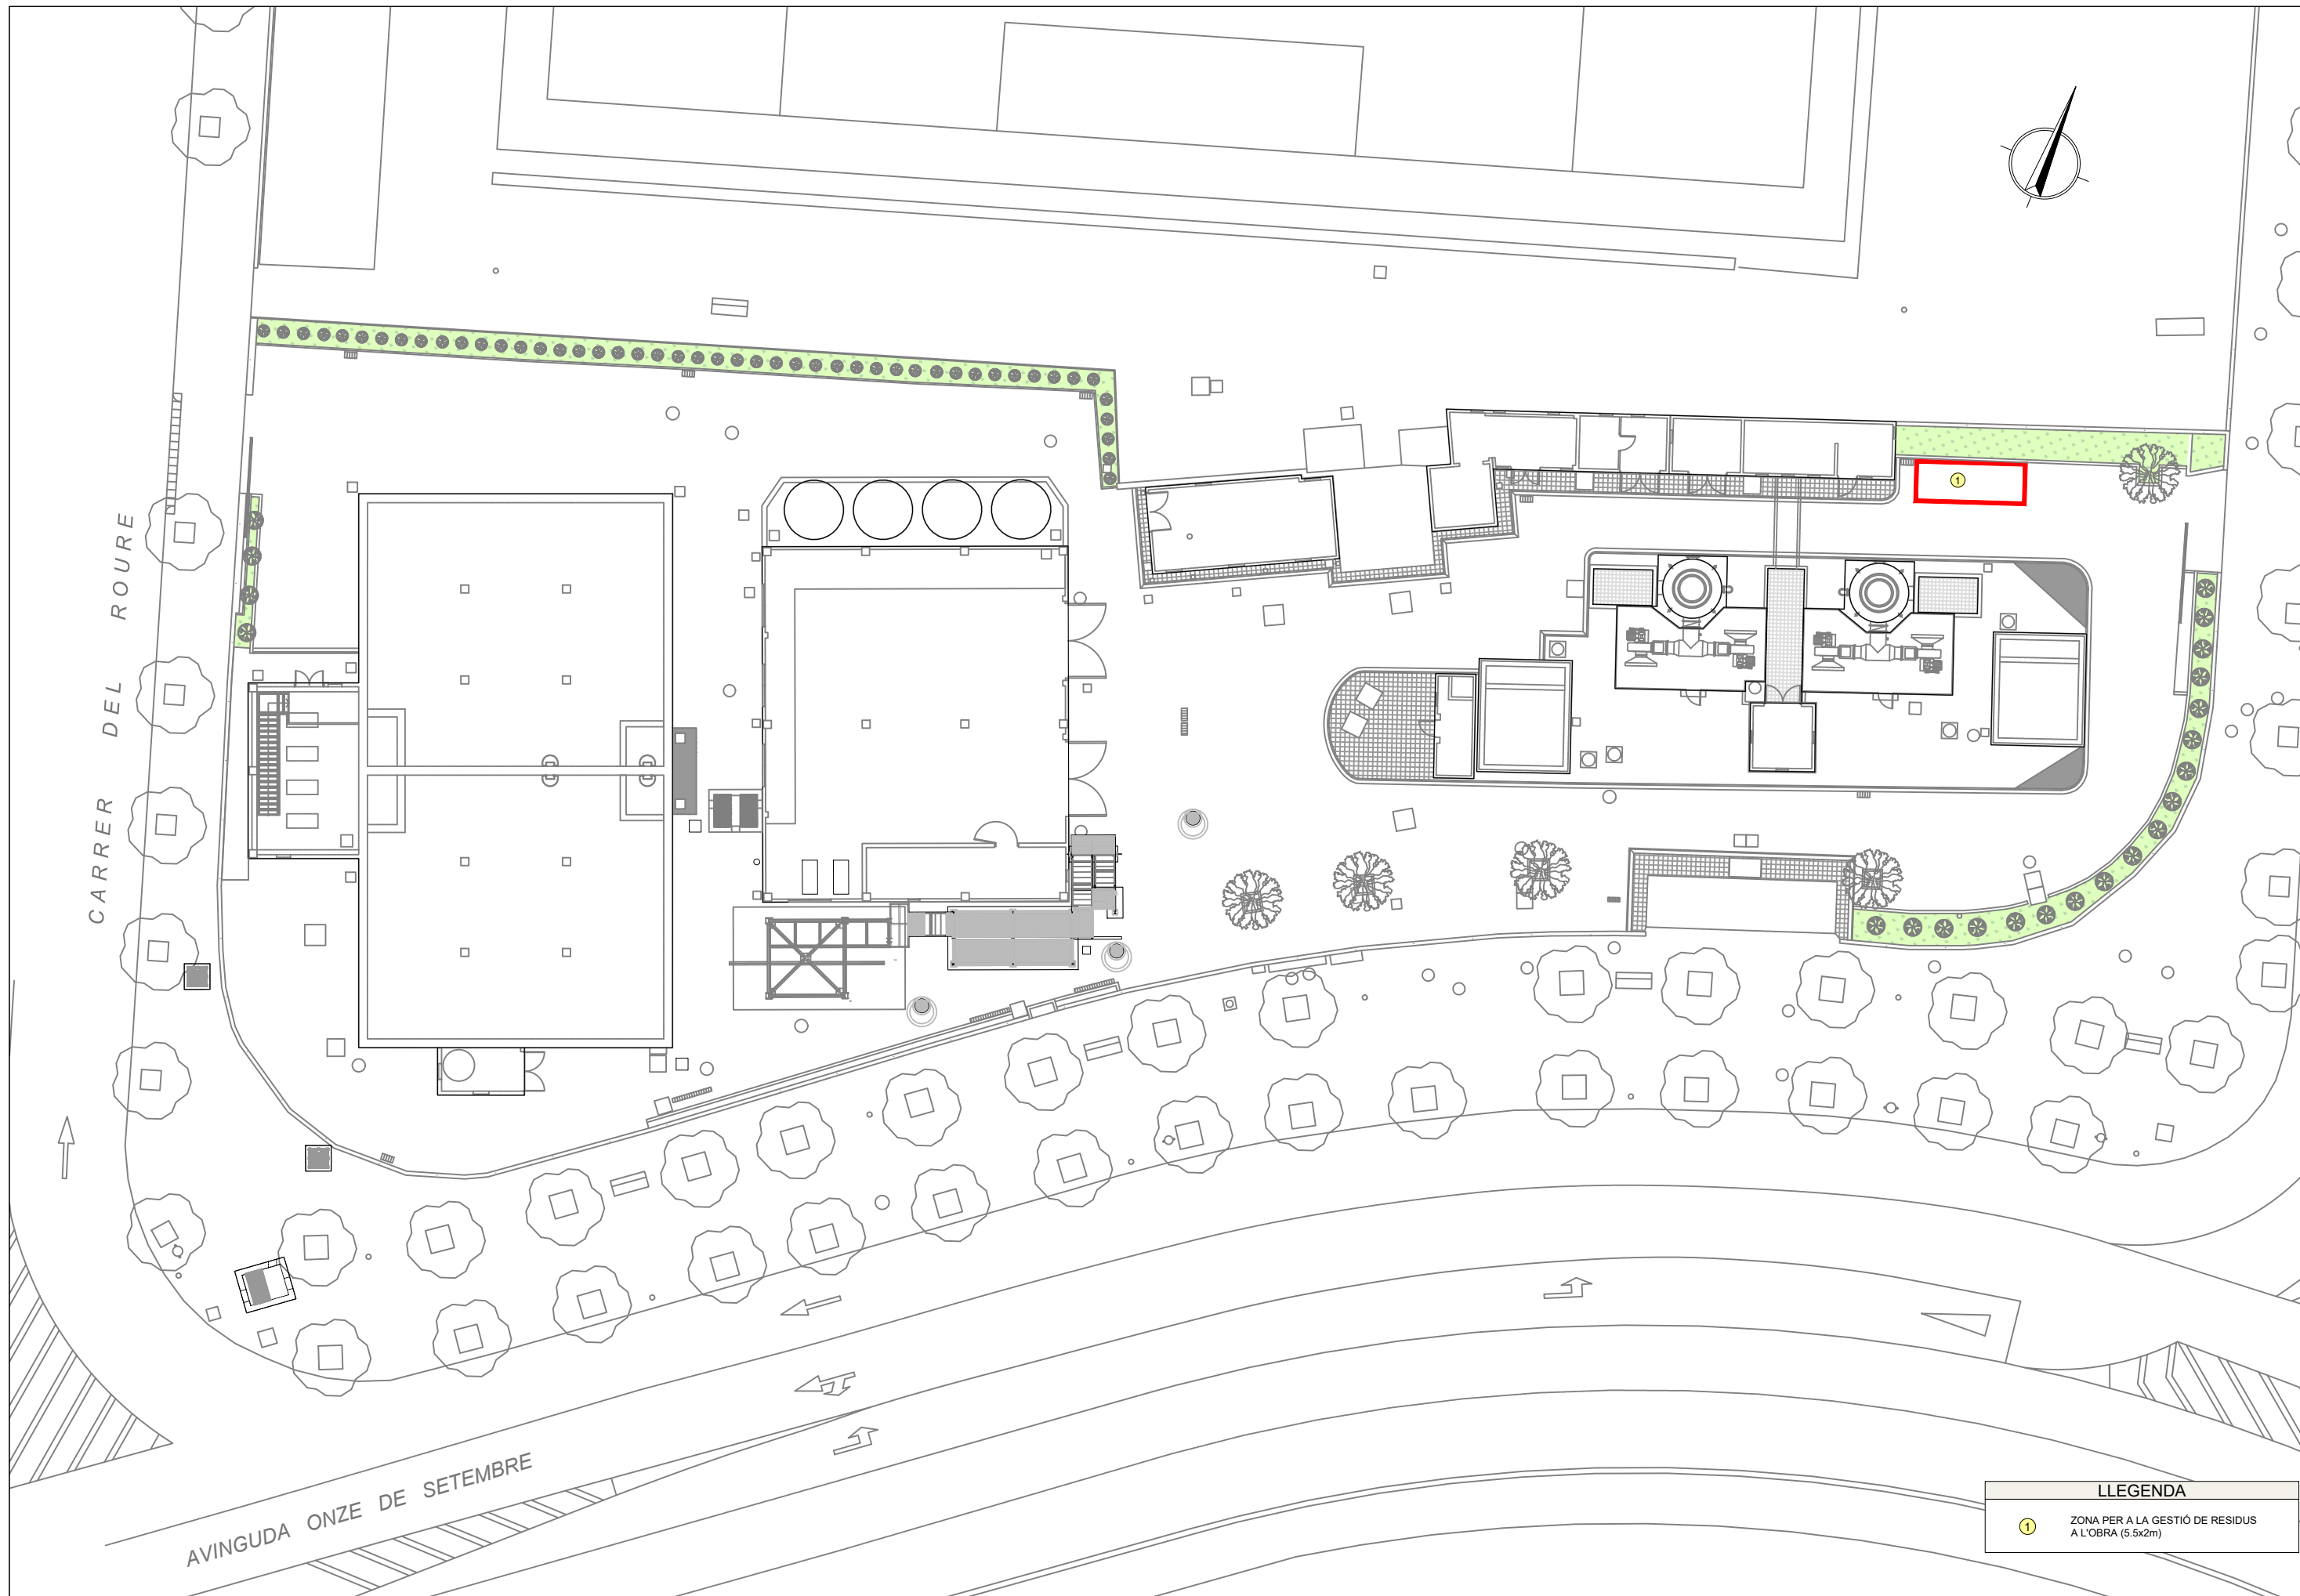 CARRER DEL ROURE
1
AVINGUDA ONZE DE SETEMBRE
LLEGENDA
1 ZONA PER A LA GESTIÓ DE RESIDUS
A L'OBRA (5.5x2m)